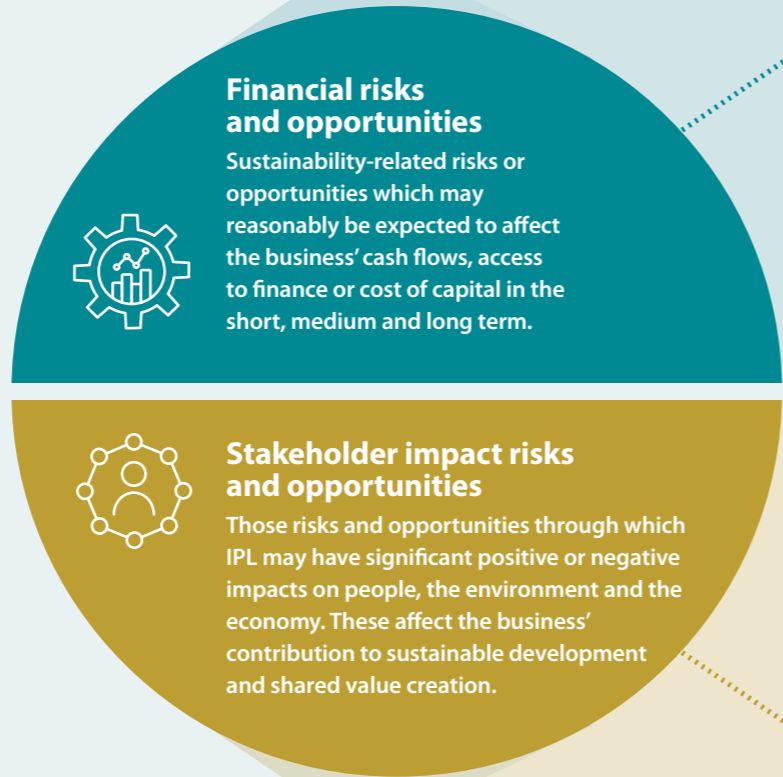 Financial risks
and opportunities
Sustainability-related risks or
opportunities which may
reasonably be expected to affect
the business’ cash flows, access
to finance or cost of capital in the
short, medium and long term.
Stakeholder impact risks
and opportunities
Those risks and opportunities through which
IPL may have significant positive or negative
impacts on people, the environment and the
economy. These affect the business’
contribution to sustainable development
and shared value creation.